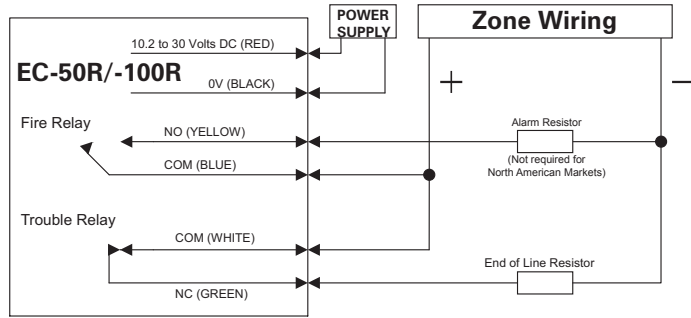 POWER
SUPPLY
Zone Wiring
10.2 to 30 Volts DC (RED)
EC-50R/-100R
0V (BLACK)
+
–
Fire Relay
NO (YELLOW)
Alarm Resistor
(Not required for
North American Markets)
COM (BLUE)
Trouble Relay
COM (WHITE)
End of Line Resistor
NC (GREEN)